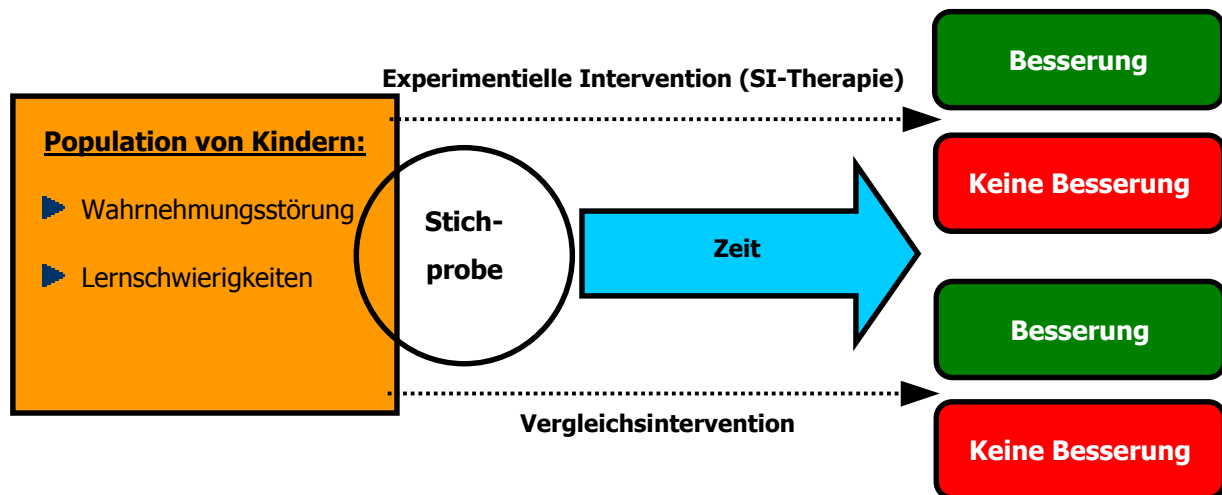 Population von Kindern:
Wahrnehmungsstörung
Lernschwierigkeiten
Stich-
probe
Experimentielle Intervention (SI-Therapie)
Zeit
Vergleichsintervention
Besserung
Keine Besserung
Besserung
Keine Besserung